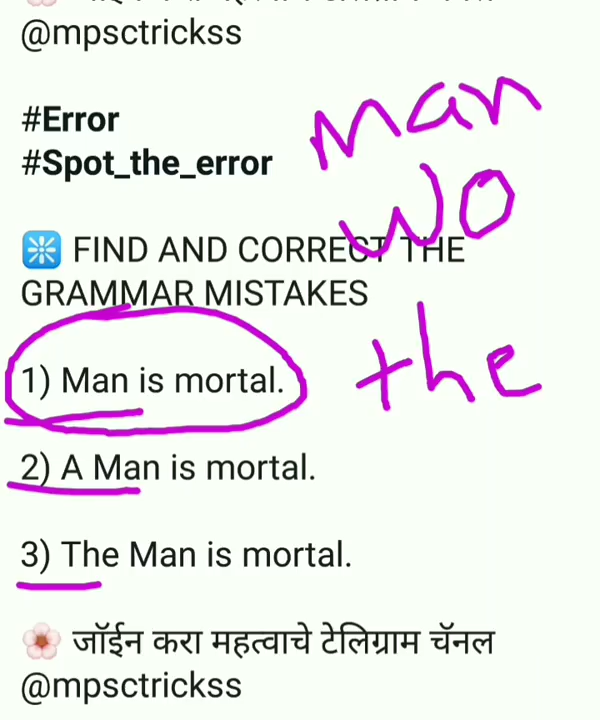 @mpsctrickss
#Error
#Spot_the_error
man
wo
FIND AND CORRECT THE
GRAMMAR MISTAKES
the
1) Man is mortal.
2) A Man is mortal.
3) The Man is mortal.
जॉईन करा महत्वाचे टेलिग्राम चॅनल
@mpsctrickss